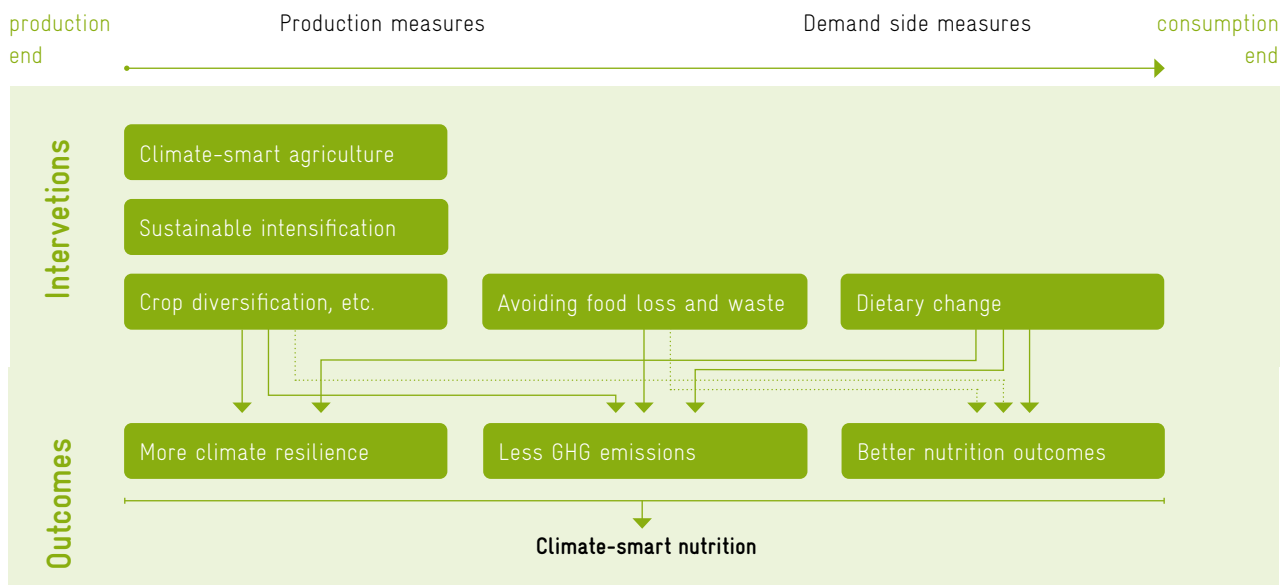 production
end
Production measures
Demand side measures
consumption
end
Intervetions
Climate-smart agriculture
Sustainable intensification
Crop diversification, etc.
Avoiding food loss and waste
Dietary change
Outcomes
More climate resilience
Less GHG emissions
Better nutrition outcomes
Climate-smart nutrition